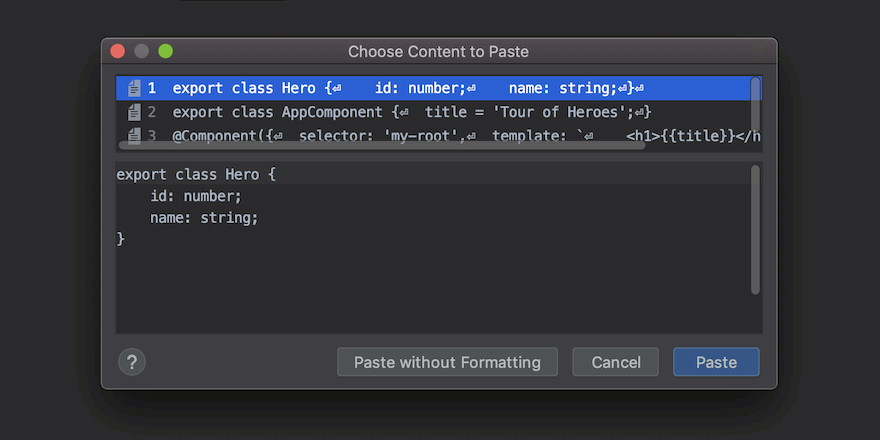 Choose Content to Paste
1 export class Hero {⏎    id: number;⏎    name: string;⏎}⏎
2 export class AppComponent {⏎  title = 'Tour of Heroes';⏎}
3 @Component({⏎  selector: 'my-root',⏎  template: `⏎    <h1>{{title}}</h
export class Hero {
    id: number;
    name: string;
}
? Paste without Formatting Cancel Paste